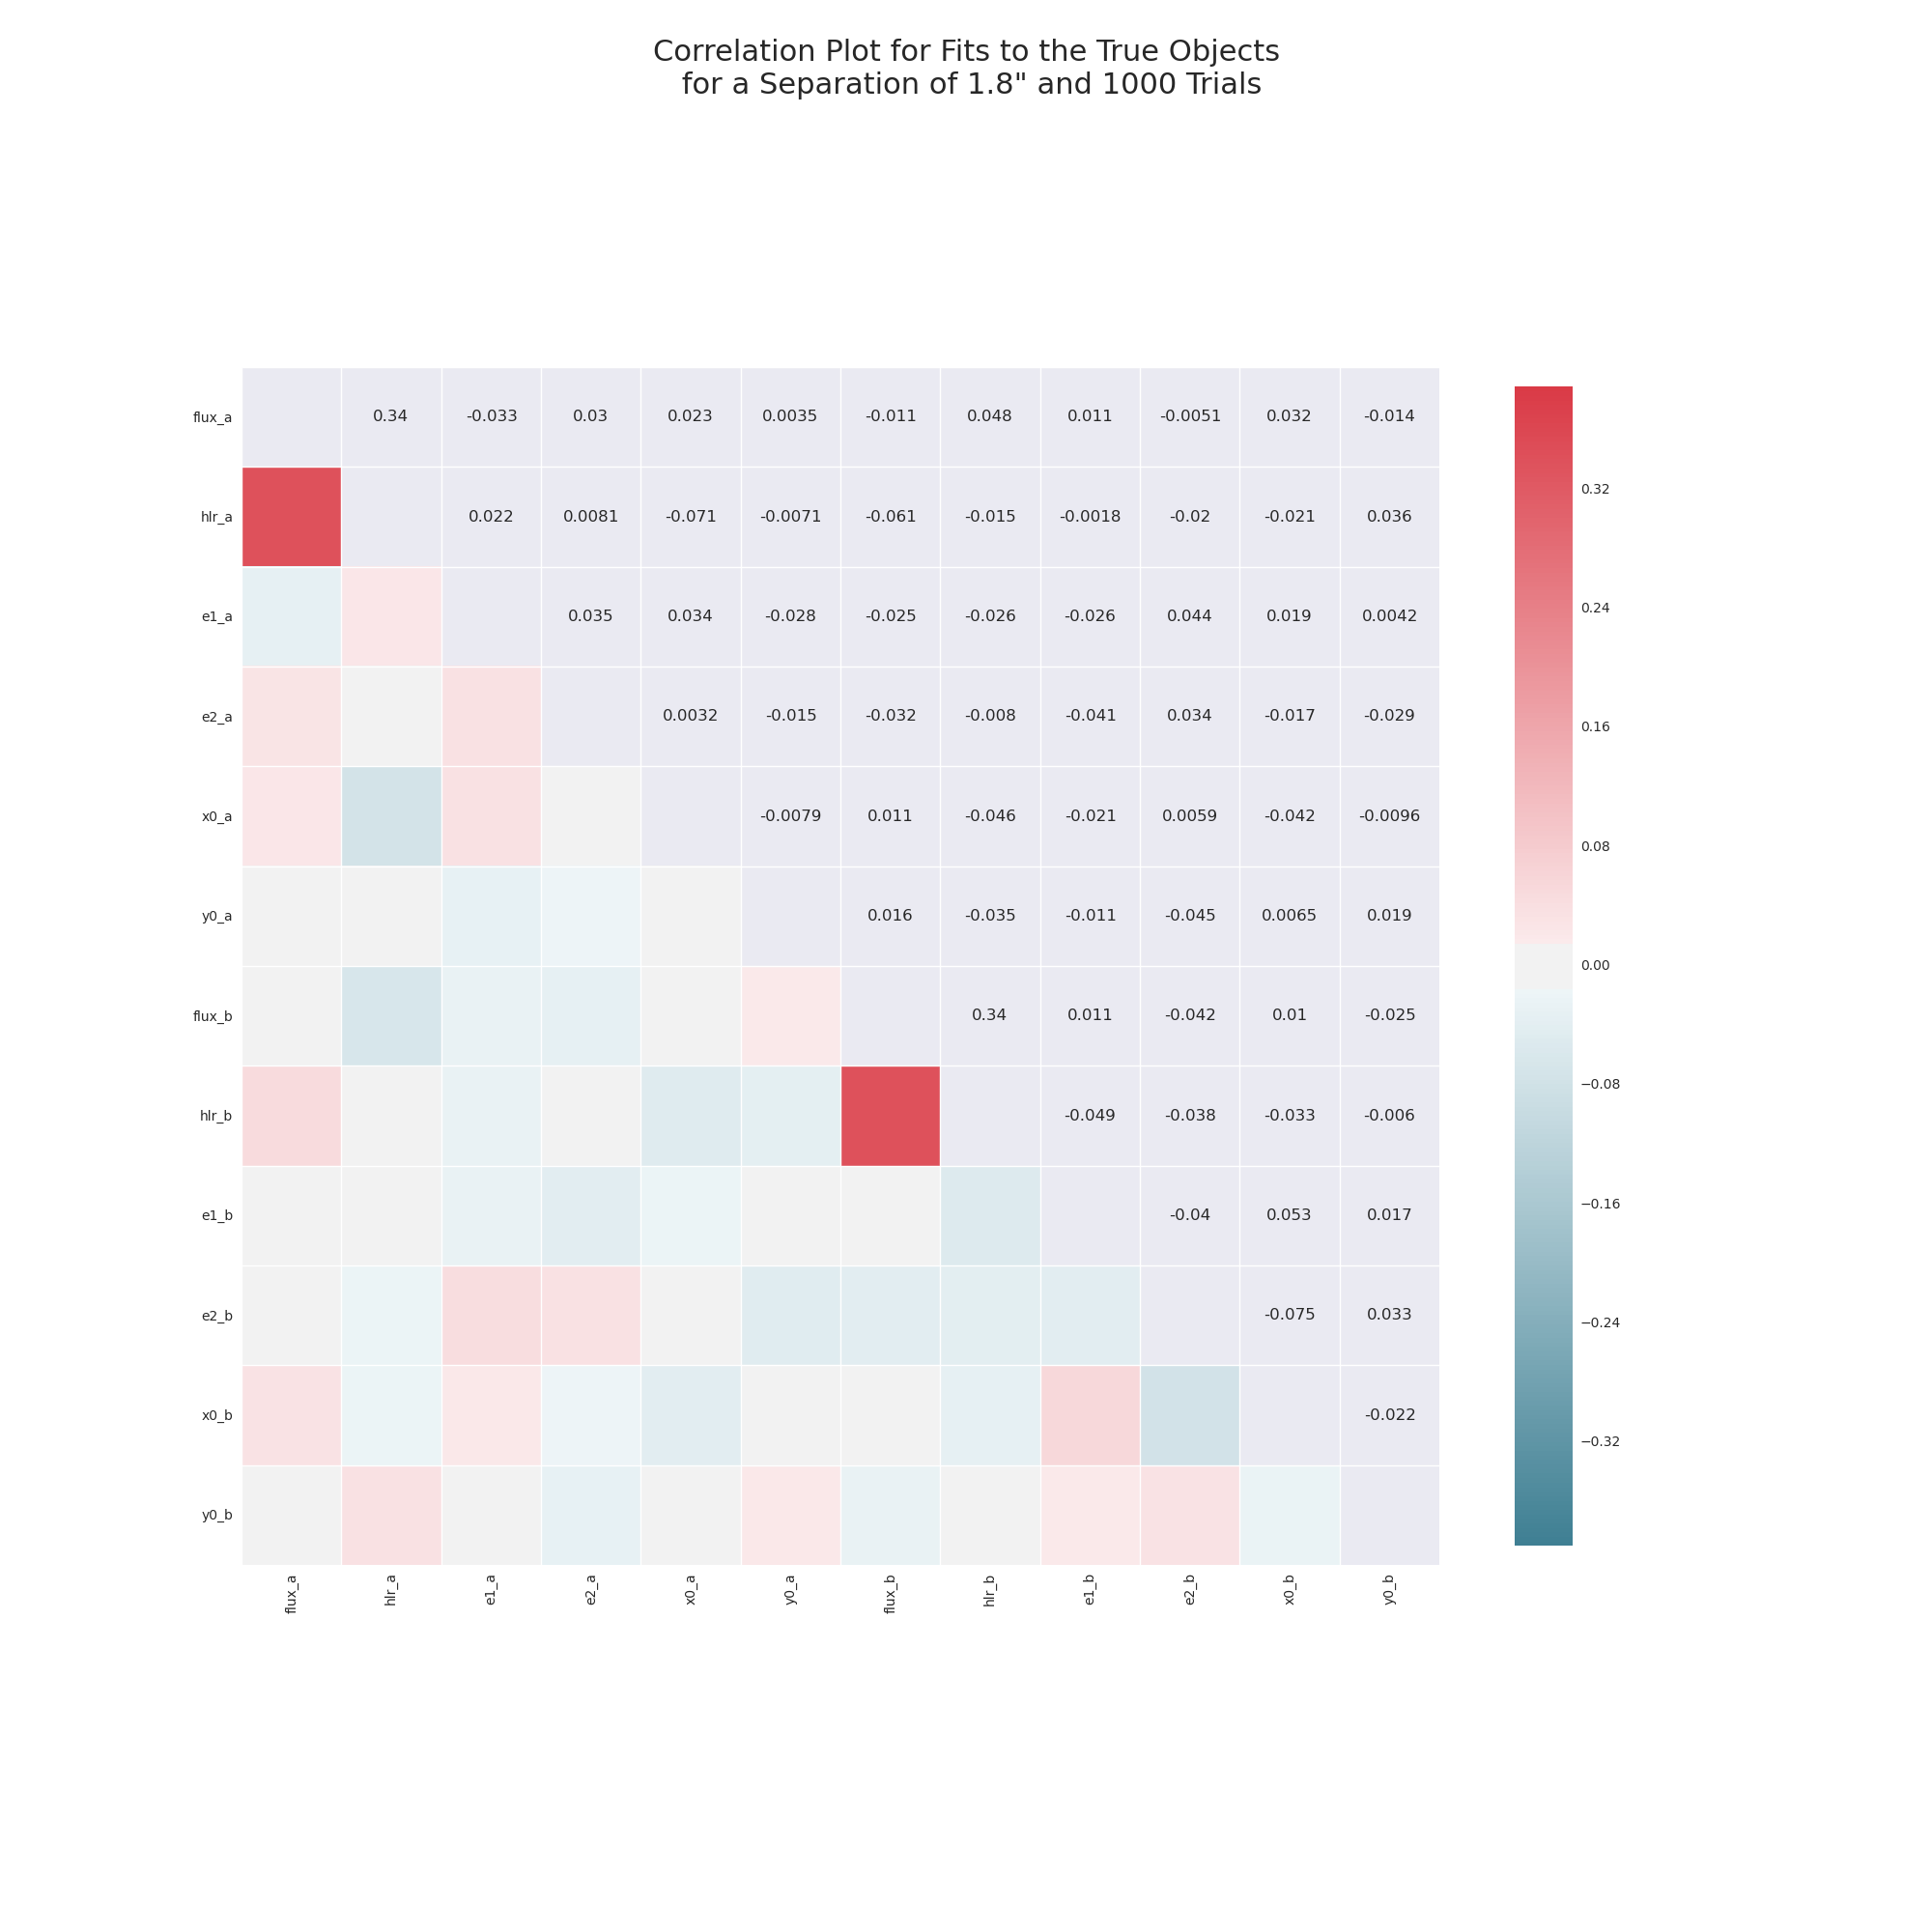 Correlation Plot for Fits to the True Objects
for a Separation of 1.8" and 1000 Trials
flux_a 0.34 -0.033 0.03 0.023 0.0035 -0.011 0.048 0.011 -0.0051 0.032 -0.014
hlr_a 0.022 0.0081 -0.071 -0.0071 -0.061 -0.015 -0.0018 -0.02 -0.021 0.036
e1_a 0.035 0.034 -0.028 -0.025 -0.026 -0.026 0.044 0.019 0.0042
e2_a 0.0032 -0.015 -0.032 -0.008 -0.041 0.034 -0.017 -0.029
x0_a -0.0079 0.011 -0.046 -0.021 0.0059 -0.042 -0.0096
y0_a 0.016 -0.035 -0.011 -0.045 0.0065 0.019
flux_b 0.34 0.011 -0.042 0.01 -0.025
hlr_b -0.049 -0.038 -0.033 -0.006
e1_b -0.04 0.053 0.017
e2_b -0.075 0.033
x0_b -0.022
y0_b
flux_a hlr_a e1_a e2_a x0_a y0_a flux_b hlr_b e1_b e2_b x0_b y0_b
0.32
0.24
0.16
0.08
0.00
−0.08
−0.16
−0.24
−0.32